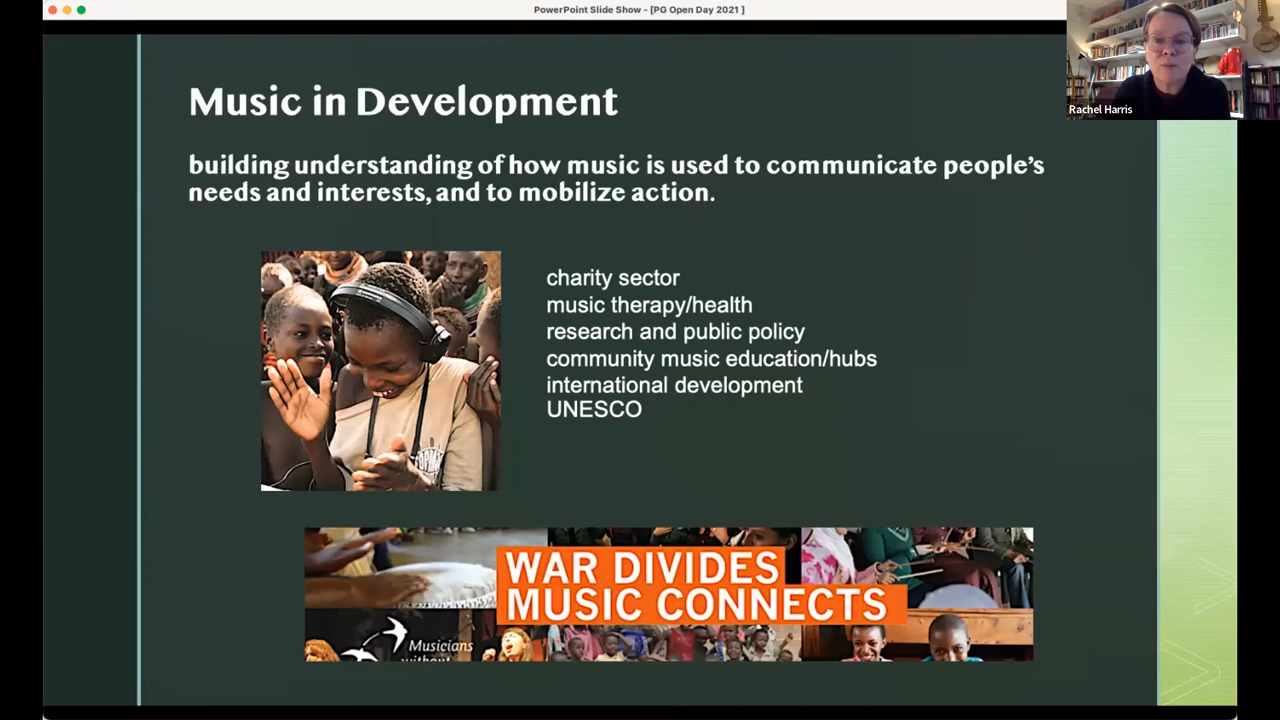 PowerPoint Slide Show - [PG Open Day 2021 ]
Rachel Harris
Music in Development
building understanding of how music is used to communicate people's
needs and interests, and to mobilize action.
charity sector
music therapy/health
research and public policy
community music education/hubs
international development
UNESCO
WAR DIVIDES
MUSIC CONNECTS
Musicians
without